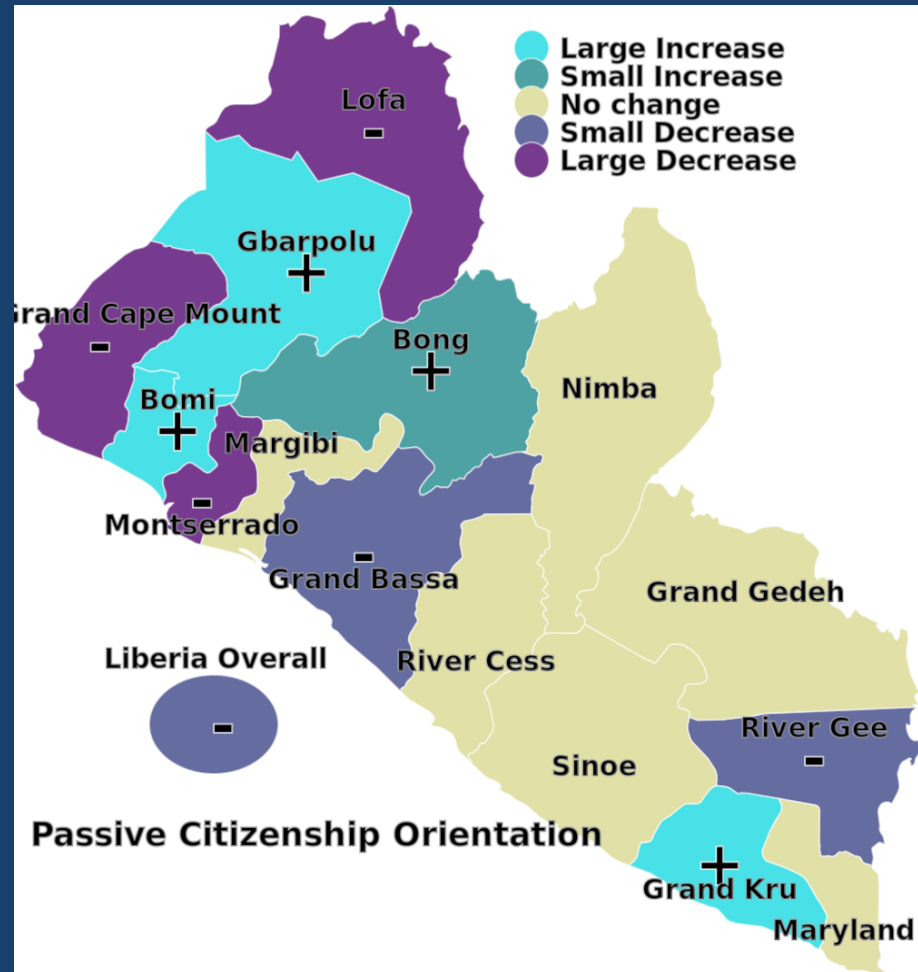 Large Increase
Small Increase
No change
Small Decrease
Large Decrease
Lofa
-
Gbarpolu
+
Grand Cape Mount
-
Bong
+
Nimba
Bomi
+
Margibi
-
Montserrado
-
Grand Bassa
Grand Gedeh
Liberia Overall
-
River Cess
River Gee
-
Sinoe
Passive Citizenship Orientation
+
Grand Kru
Maryland